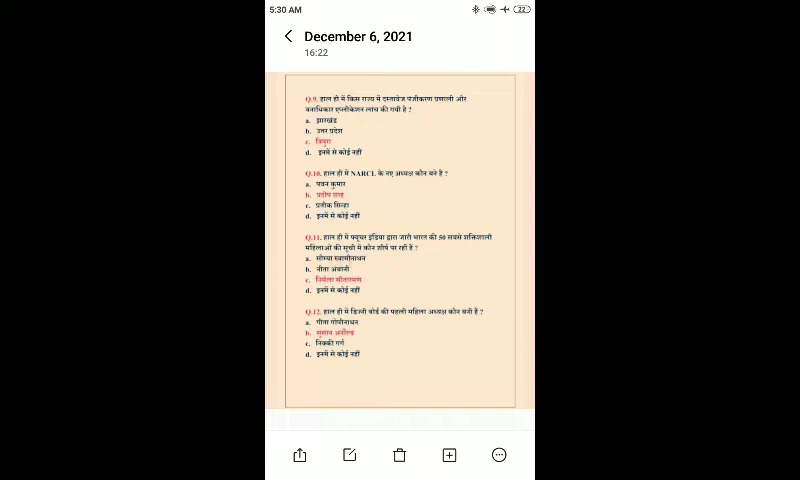 5:30 AM
22
December 6, 2021
16:22
Q.9. हाल ही में किस राज्य में दस्तावेज पंजीकरण प्रणाली और
वनाधिकार एप्लीकेशन लांच की गयी है ?
a. झारखंड
b. उत्तर प्रदेश
c. त्रिपुरा
d. इनमें से कोई नहीं
Q.10. हाल ही में NARCL के नए अध्यक्ष कौन बने हैं ?
a. पवन कुमार
b. प्रदीप शाह
c. प्रतीक सिन्हा
d. इनमें से कोई नहीं
Q.11. हाल ही में फ्यूचर इंडिया द्वारा जारी भारत की 50 सबसे शक्तिशाली
महिलाओं की सूची में कौन शीर्ष पर रहीं हैं ?
a. सौम्या स्वामीनाथन
b. नीता अंबानी
c. निर्मला सीतारमण
d. इनमें से कोई नहीं
Q.12. हाल ही में डिज्नी बोर्ड की पहली महिला अध्यक्ष कौन बनी हैं ?
a. गीता गोपीनाथन
b. सुसान अर्नोल्ड
c. निक्की गर्ग
d. इनमें से कोई नहीं